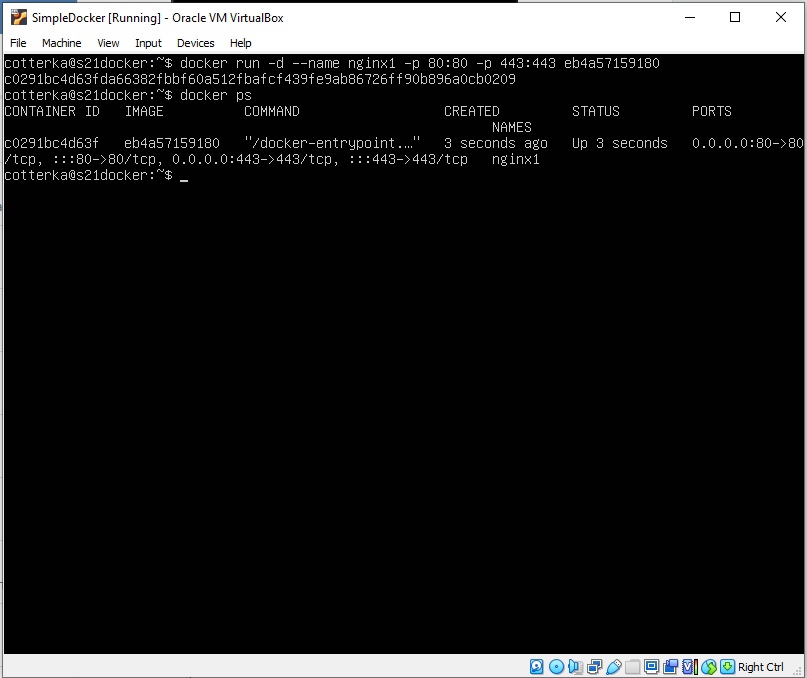 SimpleDocker [Running] - Oracle VM VirtualBox
File Machine View Input Devices Help
cotterka@s21docker:~$ docker run -d --name nginx1 -p 80:80 -p 443:443 eb4a57159180
c0291bc4d63fda66382fbbf60a512fbafcf439fe9ab86726ff90b896a0cb0209
cotterka@s21docker:~$ docker ps
CONTAINER ID IMAGE COMMAND CREATED STATUS PORTS
NAMES
c0291bc4d63f eb4a57159180 "/docker-entrypoint.…" 3 seconds ago Up 3 seconds 0.0.0.0:80->80
/tcp, :::80->80/tcp, 0.0.0.0:443->443/tcp, :::443->443/tcp nginx1
cotterka@s21docker:~$ _
Right Ctrl